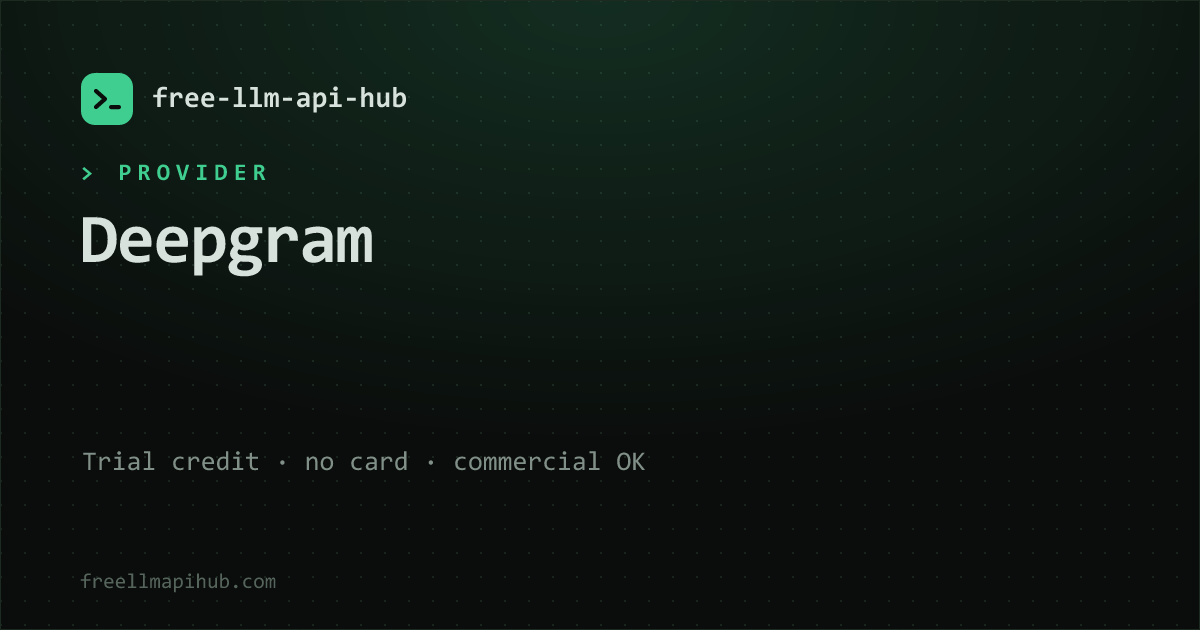 free-llm-api-hub
> PROVIDER
Deepgram
Trial credit · no card · commercial OK
freellmapihub.com